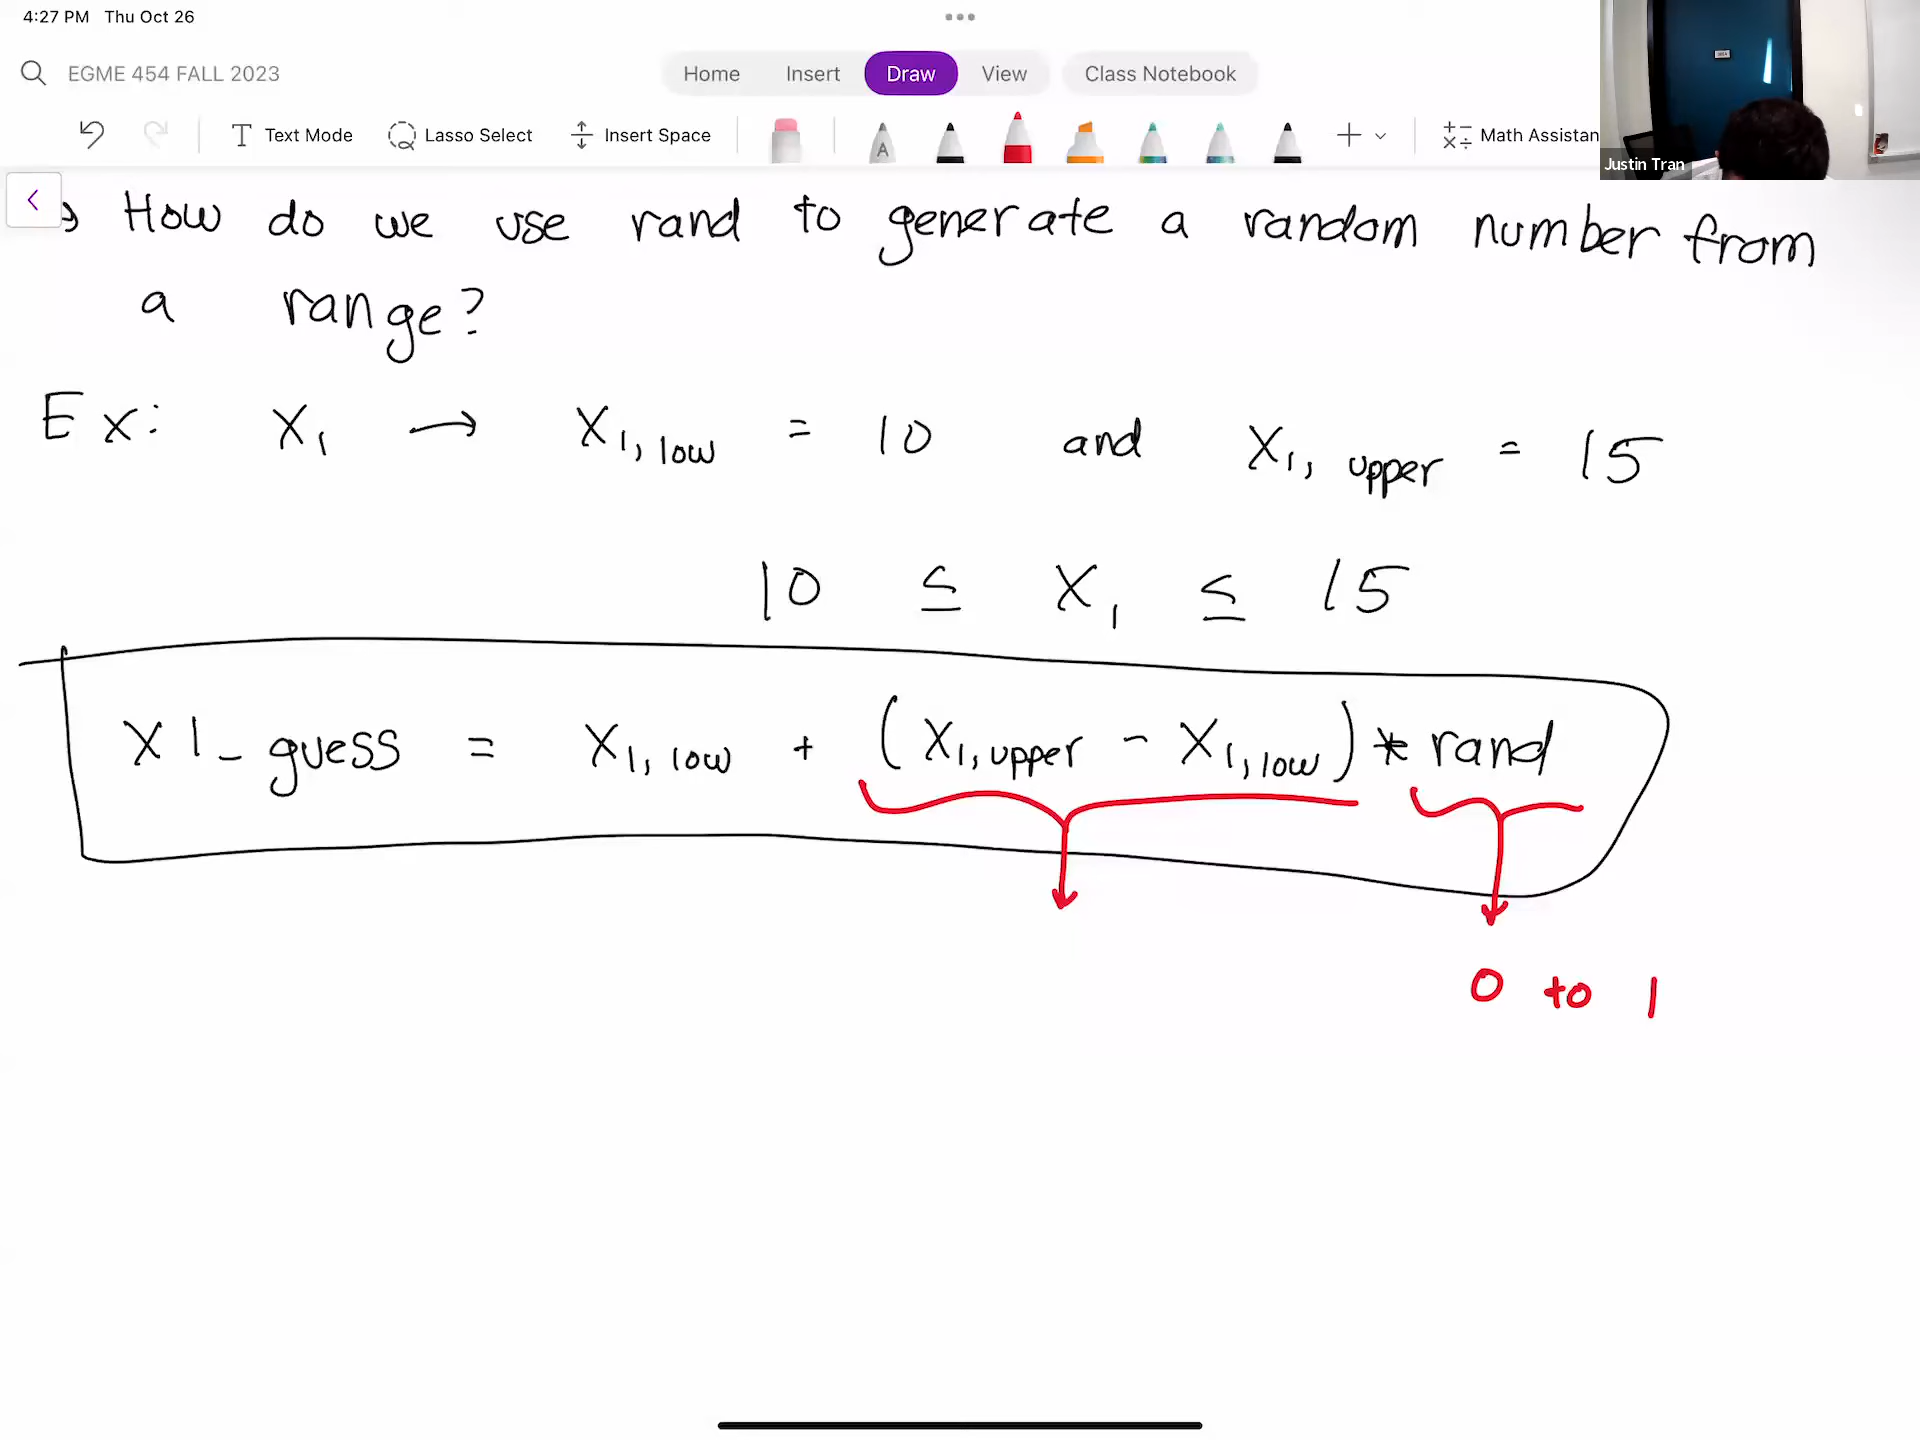 4:27 PM Thu Oct 26
EGME 454 FALL 2023
Home Insert Draw View Class Notebook
Text Mode Lasso Select Insert Space A Math Assistan
Justin Tran
How do we use rand to generate a random number from
a range?
Ex: X₁ → X₁, low = 10 and X₁, upper = 15
10 ≤ X₁ ≤ 15
X1_guess = X₁, low + (X₁, upper - X₁, low) * rand
0 to 1